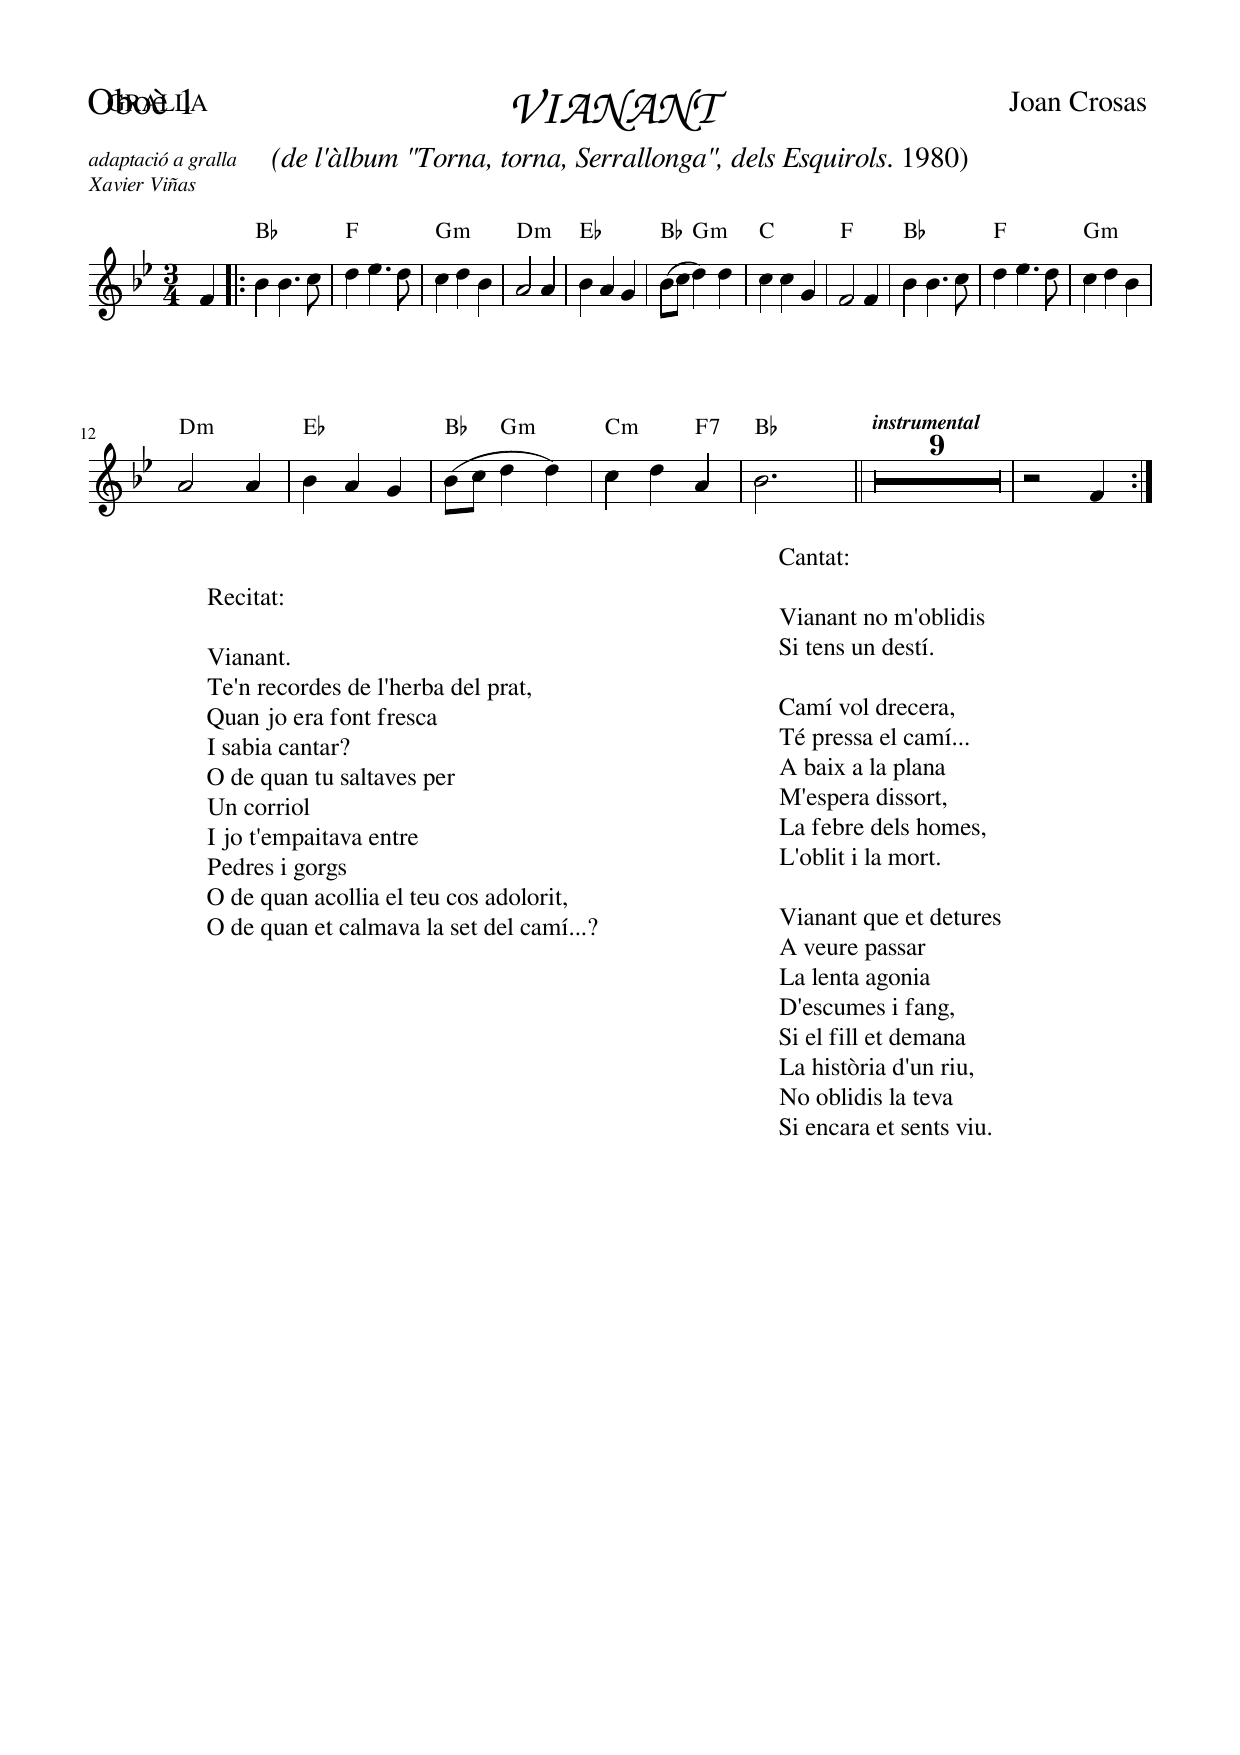 Oboè 1
GRALLA
VIANANT
Joan Crosas
adaptació a gralla
Xavier Viñas
(de l'àlbum "Torna, torna, Serrallonga", dels Esquirols. 1980)
B♭ F Gm Dm E♭ B♭ Gm C F B♭ F Gm
3
4
12
Dm E♭ B♭ Gm Cm F7 B♭
instrumental
9
Recitat:
Vianant.
Te'n recordes de l'herba del prat,
Quan jo era font fresca
I sabia cantar?
O de quan tu saltaves per
Un corriol
I jo t'empaitava entre
Pedres i gorgs
O de quan acollia el teu cos adolorit,
O de quan et calmava la set del camí...?
Cantat:
Vianant no m'oblidis
Si tens un destí.
Camí vol drecera,
Té pressa el camí...
A baix a la plana
M'espera dissort,
La febre dels homes,
L'oblit i la mort.
Vianant que et detures
A veure passar
La lenta agonia
D'escumes i fang,
Si el fill et demana
La història d'un riu,
No oblidis la teva
Si encara et sents viu.